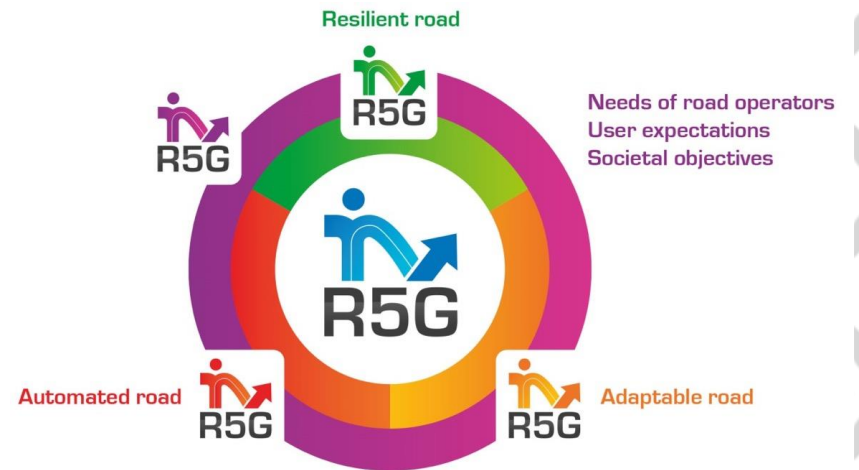 Resilient road
R5G
R5G
Needs of road operators
User expectations
Societal objectives
R5G
Automated road
R5G
R5G
Adaptable road